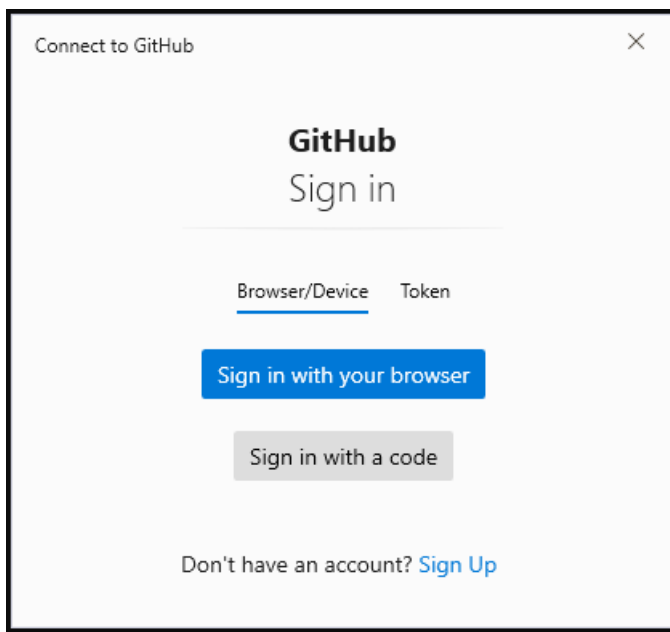 Connect to GitHub
GitHub
Sign in
Browser/Device Token
Sign in with your browser
Sign in with a code
Don't have an account? Sign Up